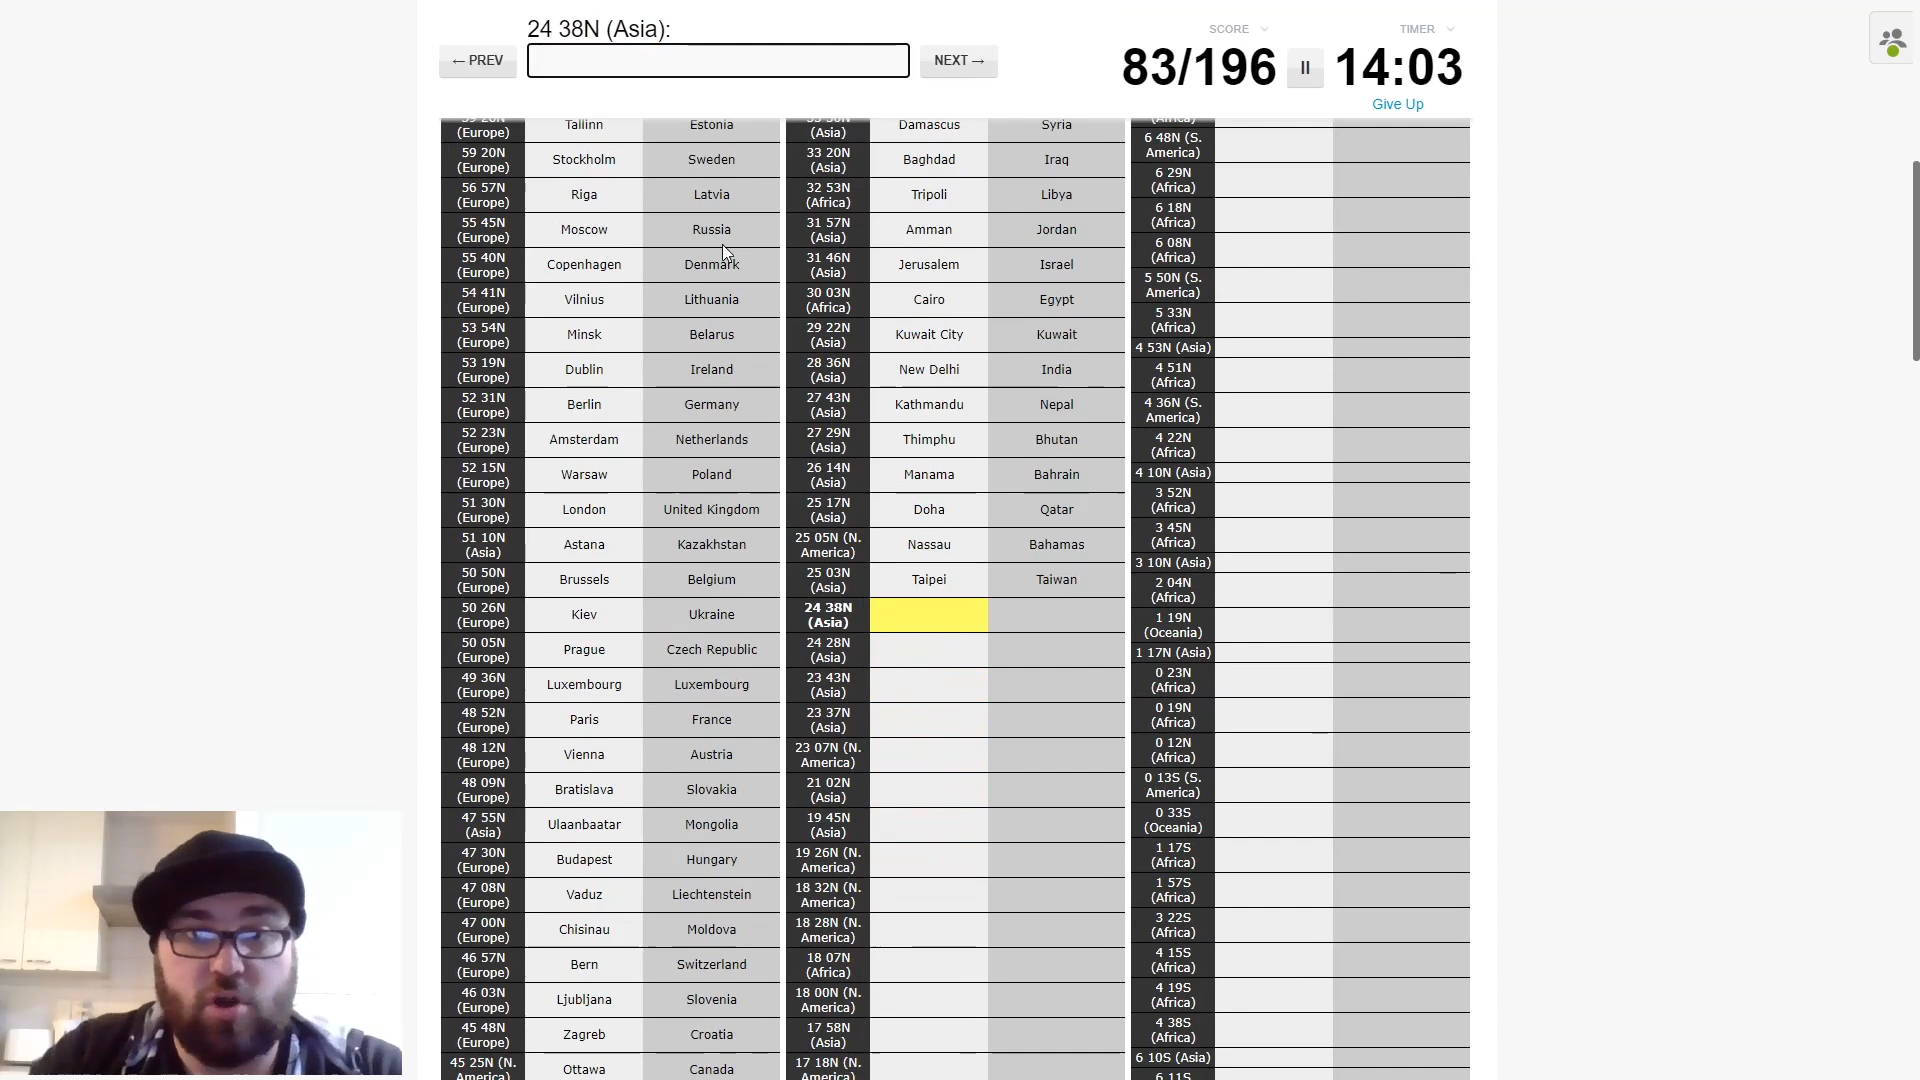 24 38N (Asia):
← PREV
NEXT →
SCORE
83/196
TIMER
14:03
Give Up
(Europe) Tallinn Estonia
59 20N (Europe) Stockholm Sweden
56 57N (Europe) Riga Latvia
55 45N (Europe) Moscow Russia
55 40N (Europe) Copenhagen Denmark
54 41N (Europe) Vilnius Lithuania
53 54N (Europe) Minsk Belarus
53 19N (Europe) Dublin Ireland
52 31N (Europe) Berlin Germany
52 23N (Europe) Amsterdam Netherlands
52 15N (Europe) Warsaw Poland
51 30N (Europe) London United Kingdom
51 10N (Asia) Astana Kazakhstan
50 50N (Europe) Brussels Belgium
50 26N (Europe) Kiev Ukraine
50 05N (Europe) Prague Czech Republic
49 36N (Europe) Luxembourg Luxembourg
48 52N (Europe) Paris France
48 12N (Europe) Vienna Austria
48 09N (Europe) Bratislava Slovakia
47 55N (Asia) Ulaanbaatar Mongolia
47 30N (Europe) Budapest Hungary
47 08N (Europe) Vaduz Liechtenstein
47 00N (Europe) Chisinau Moldova
46 57N (Europe) Bern Switzerland
46 03N (Europe) Ljubljana Slovenia
45 48N (Europe) Zagreb Croatia
45 25N (N. America) Ottawa Canada
(Asia) Damascus Syria
33 20N (Asia) Baghdad Iraq
32 53N (Africa) Tripoli Libya
31 57N (Asia) Amman Jordan
31 46N (Asia) Jerusalem Israel
30 03N (Africa) Cairo Egypt
29 22N (Asia) Kuwait City Kuwait
28 36N (Asia) New Delhi India
27 43N (Asia) Kathmandu Nepal
27 29N (Asia) Thimphu Bhutan
26 14N (Asia) Manama Bahrain
25 17N (Asia) Doha Qatar
25 05N (N. America) Nassau Bahamas
25 03N (Asia) Taipei Taiwan
24 38N (Asia)
24 28N (Asia)
23 43N (Asia)
23 37N (Asia)
23 07N (N. America)
21 02N (Asia)
19 45N (Asia)
19 26N (N. America)
18 32N (N. America)
18 28N (N. America)
18 07N (Africa)
18 00N (N. America)
17 58N (Asia)
17 18N (N. America)
(Africa)
6 48N (S. America)
6 29N (Africa)
6 18N (Africa)
6 08N (Africa)
5 50N (S. America)
5 33N (Africa)
4 53N (Asia)
4 51N (Africa)
4 36N (S. America)
4 22N (Africa)
4 10N (Asia)
3 52N (Africa)
3 45N (Africa)
3 10N (Asia)
2 04N (Africa)
1 19N (Oceania)
1 17N (Asia)
0 23N (Africa)
0 19N (Africa)
0 12N (Africa)
0 13S (S. America)
0 33S (Oceania)
1 17S (Africa)
1 57S (Africa)
3 22S (Africa)
4 15S (Africa)
4 19S (Africa)
4 38S (Africa)
6 10S (Asia)
6 11S